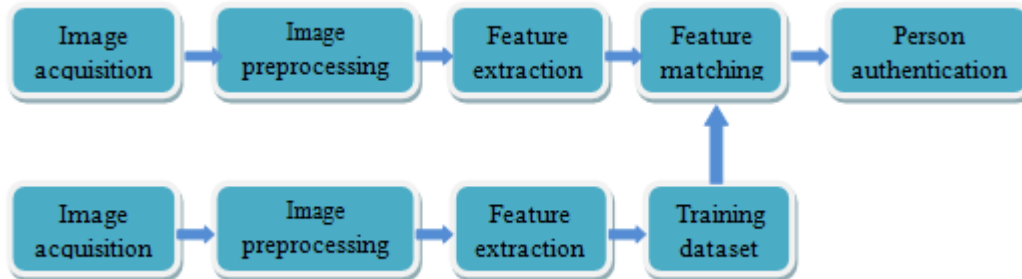 Image
acquisition
Image
preprocessing
Feature
extraction
Feature
matching
Person
authentication
Image
acquisition
Image
preprocessing
Feature
extraction
Training
dataset